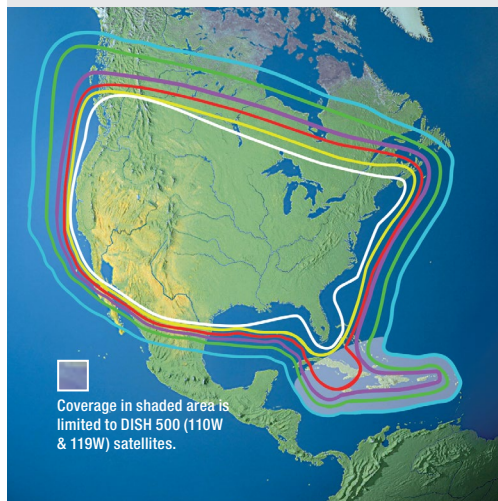 Coverage in shaded area is
limited to DISH 500 (110W
& 119W) satellites.